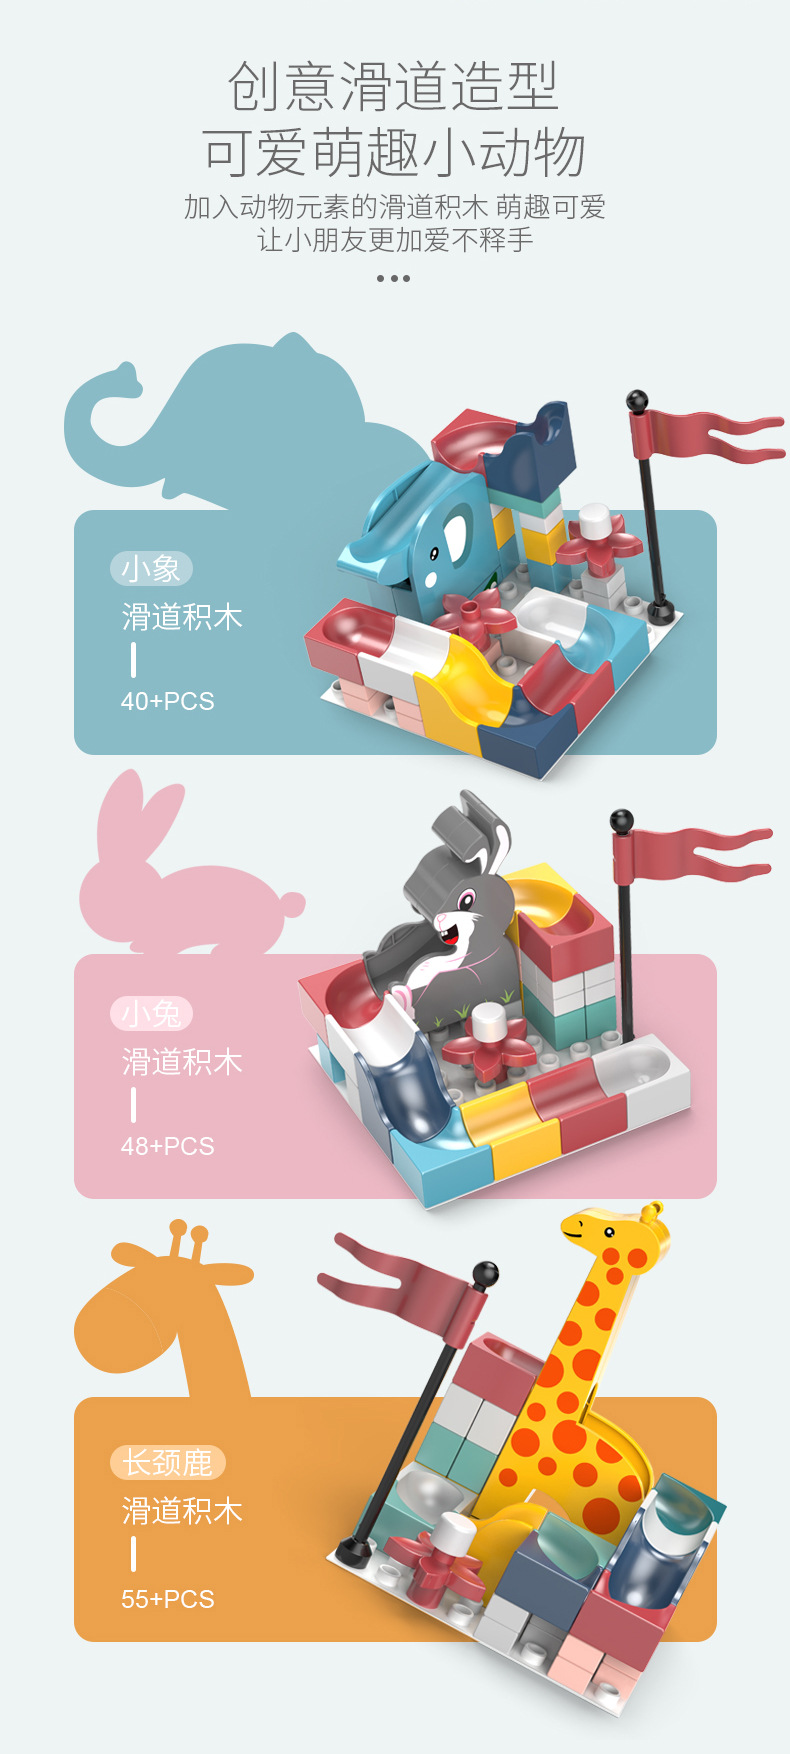 创意滑道造型
可爱萌趣小动物
加入动物元素的滑道积木 萌趣可爱
让小朋友更加爱不释手
小象
滑道积木
40+PCS
小兔
滑道积木
48+PCS
长颈鹿
滑道积木
55+PCS